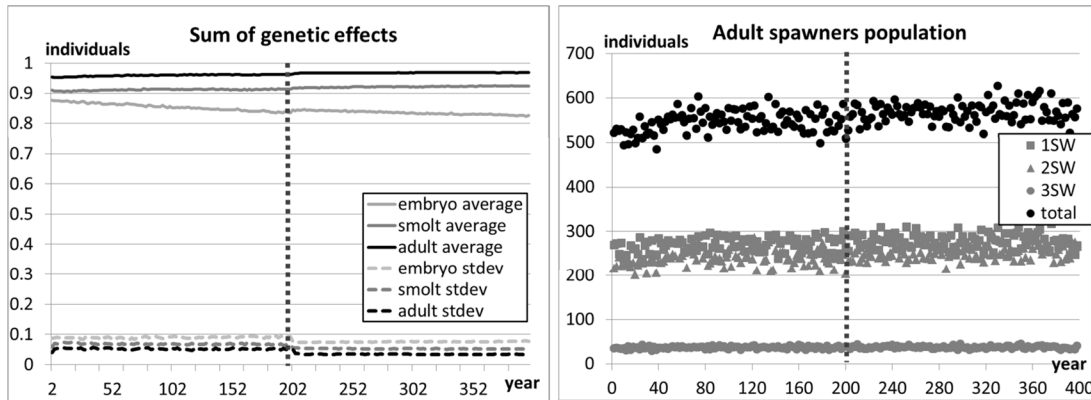 Sum of genetic effects
individuals
1
0.9
0.8
0.7
0.6
0.5
0.4
0.3
0.2
0.1
0
embryo average
smolt average
adult average
embryo stdev
smolt stdev
adult stdev
2 52 102 152 202 252 302 352 year
Adult spawners population
individuals
700
600
500
400
300
200
100
0
1SW
2SW
3SW
total
0 40 80 120 160 200 240 280 320 360 400
year